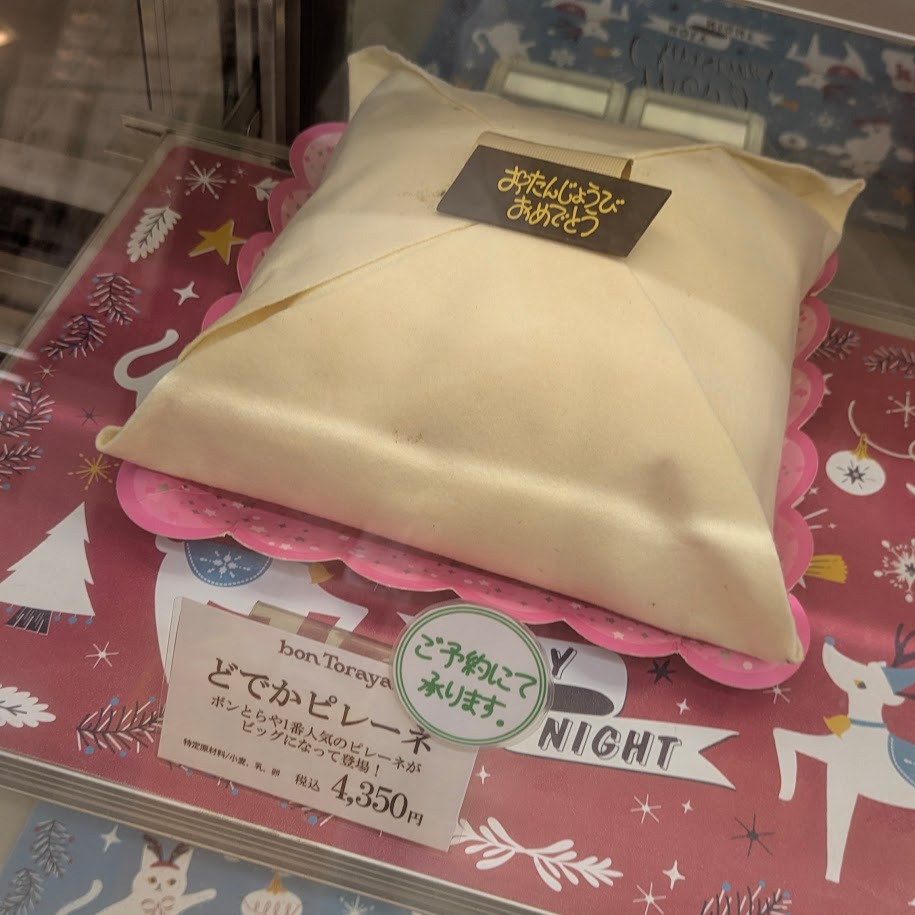 おたんじょうび
おめでとう
bon Toraya
どでかピレーネ
ボンとらや1番人気のピレーネが
ビッグになって登場！
特定原材料/小麦、乳、卵
税込 4,350円
ご予約にて
承ります。
Y
NIGHT